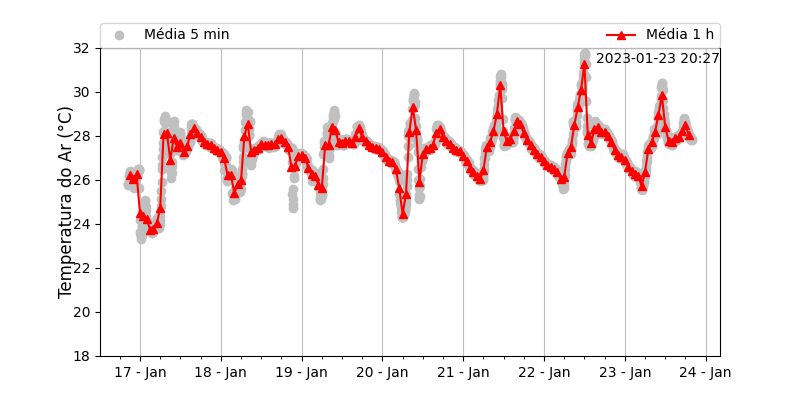 Média 5 min
Média 1 h
2023-01-23 20:27
Temperatura do Ar (°C)
32
30
28
26
24
22
20
18
17 - Jan
18 - Jan
19 - Jan
20 - Jan
21 - Jan
22 - Jan
23 - Jan
24 - Jan